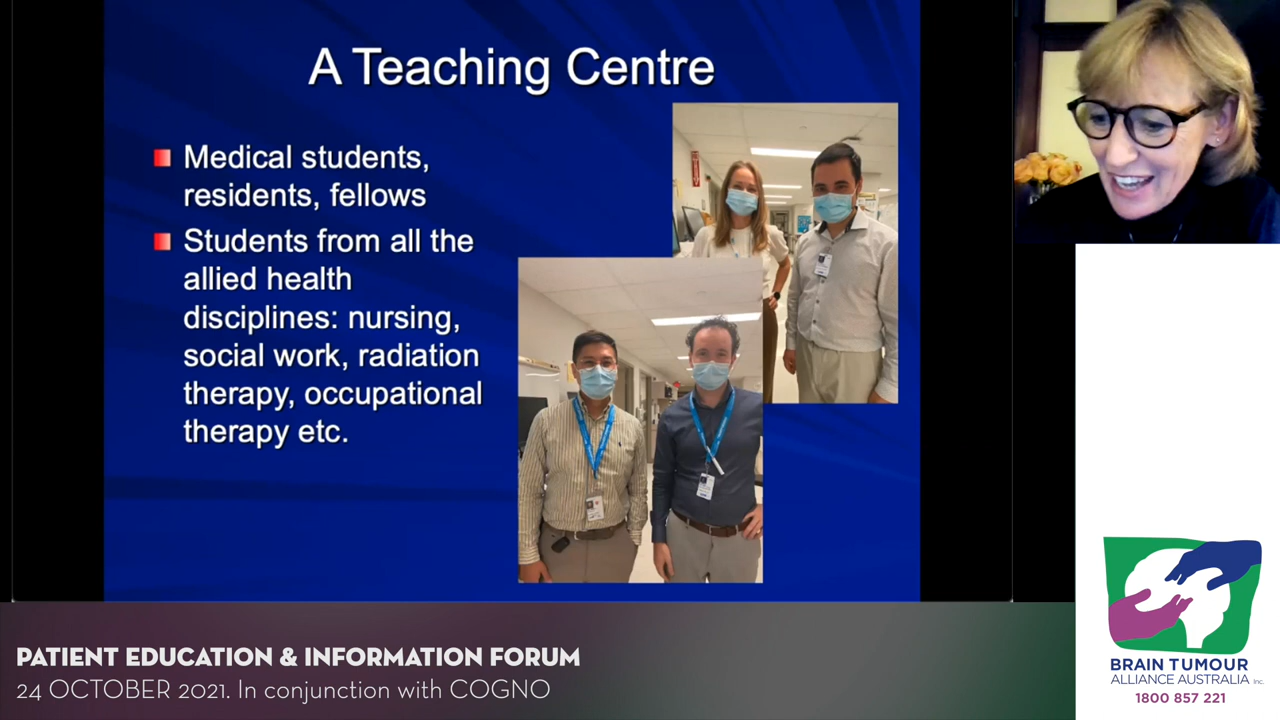 A Teaching Centre
Medical students,
residents, fellows
Students from all the
allied health
disciplines: nursing,
social work, radiation
therapy, occupational
therapy etc.
PATIENT EDUCATION & INFORMATION FORUM
24 OCTOBER 2021. In conjunction with COGNO
BRAIN TUMOUR
ALLIANCE AUSTRALIA Inc.
1800 857 221